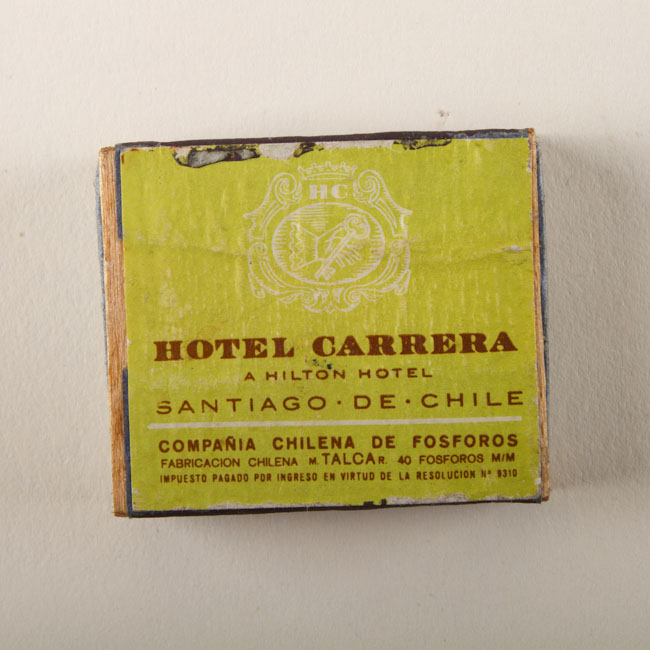 HC
HOTEL CARRERA
A HILTON HOTEL
SANTIAGO · DE · CHILE
COMPAÑIA CHILENA DE FOSFOROS
FABRICACION CHILENA M. TALCA R. 40 FOSFOROS M/M
IMPUESTO PAGADO POR INGRESO EN VIRTUD DE LA RESOLUCION Nº 9310